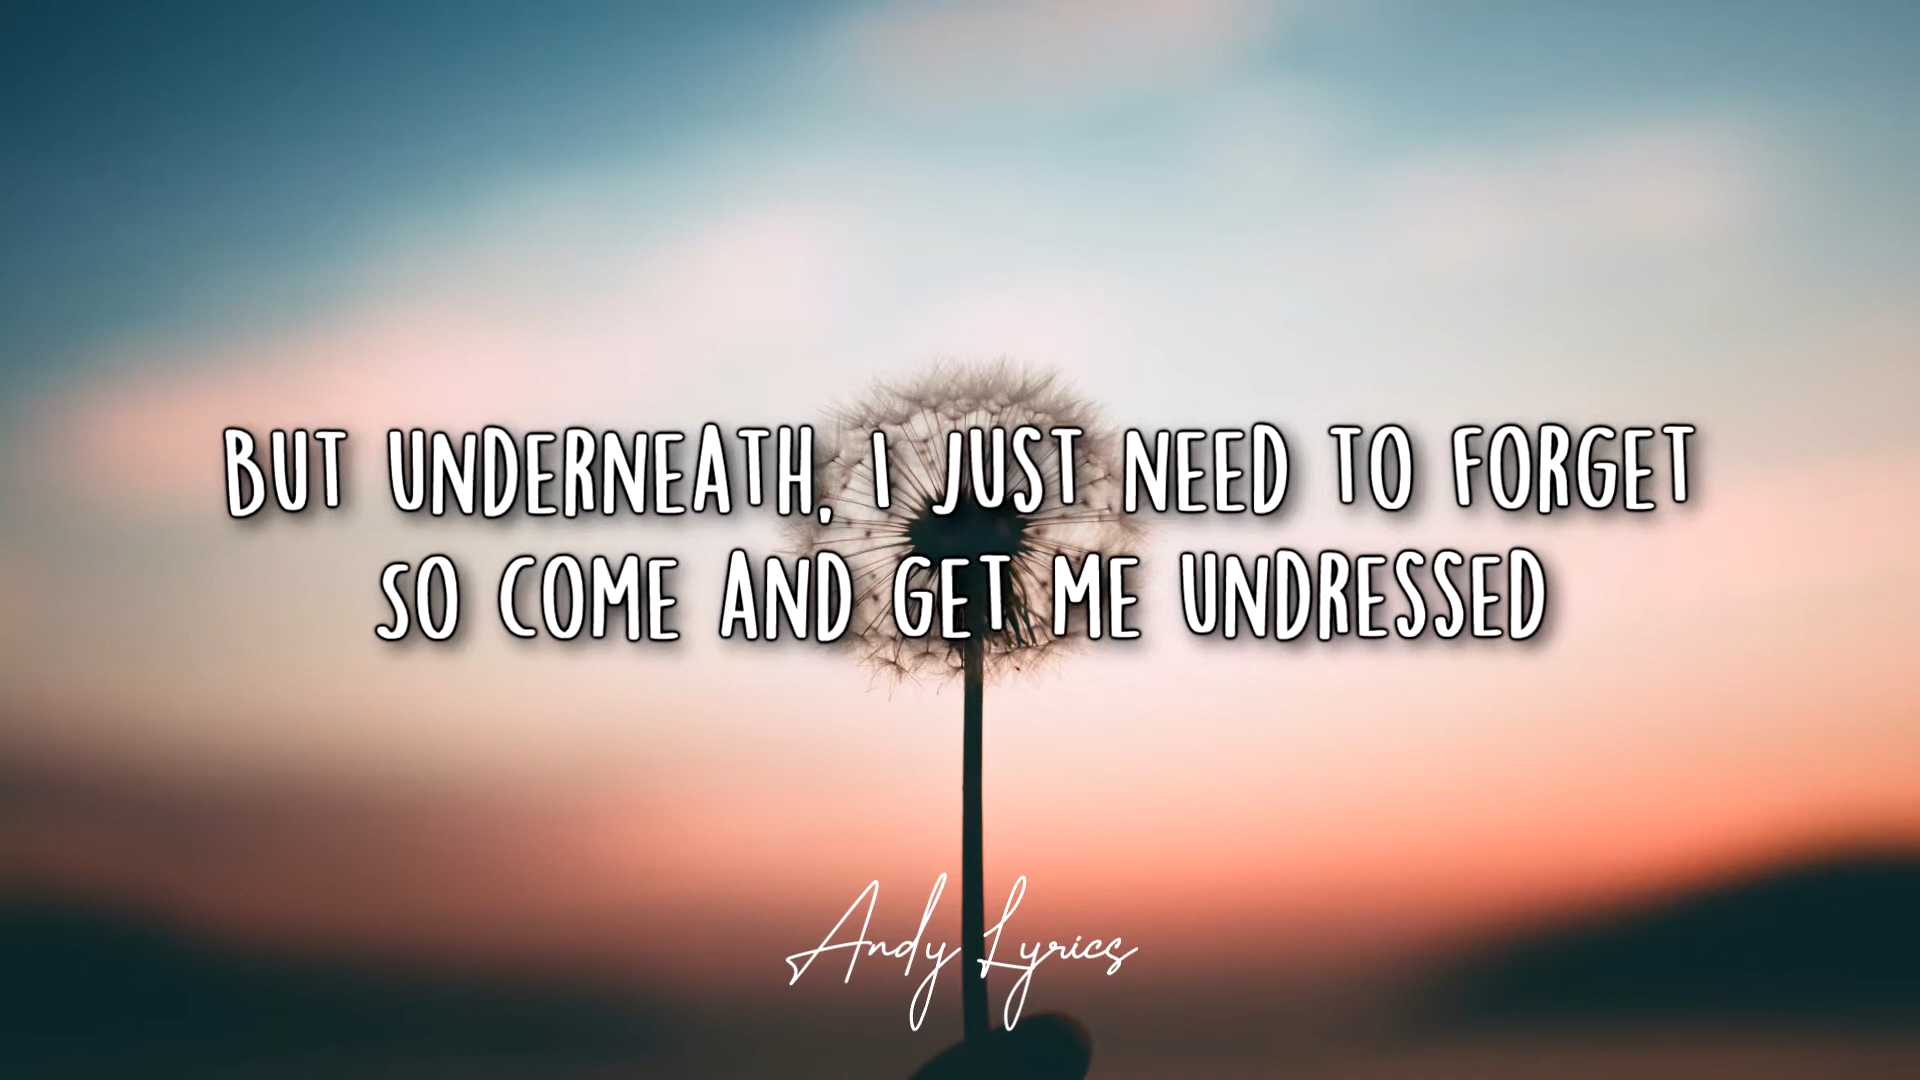 BUT UNDERNEATH, I JUST NEED TO FORGET
SO COME AND GET ME UNDRESSED
Andy Lyrics